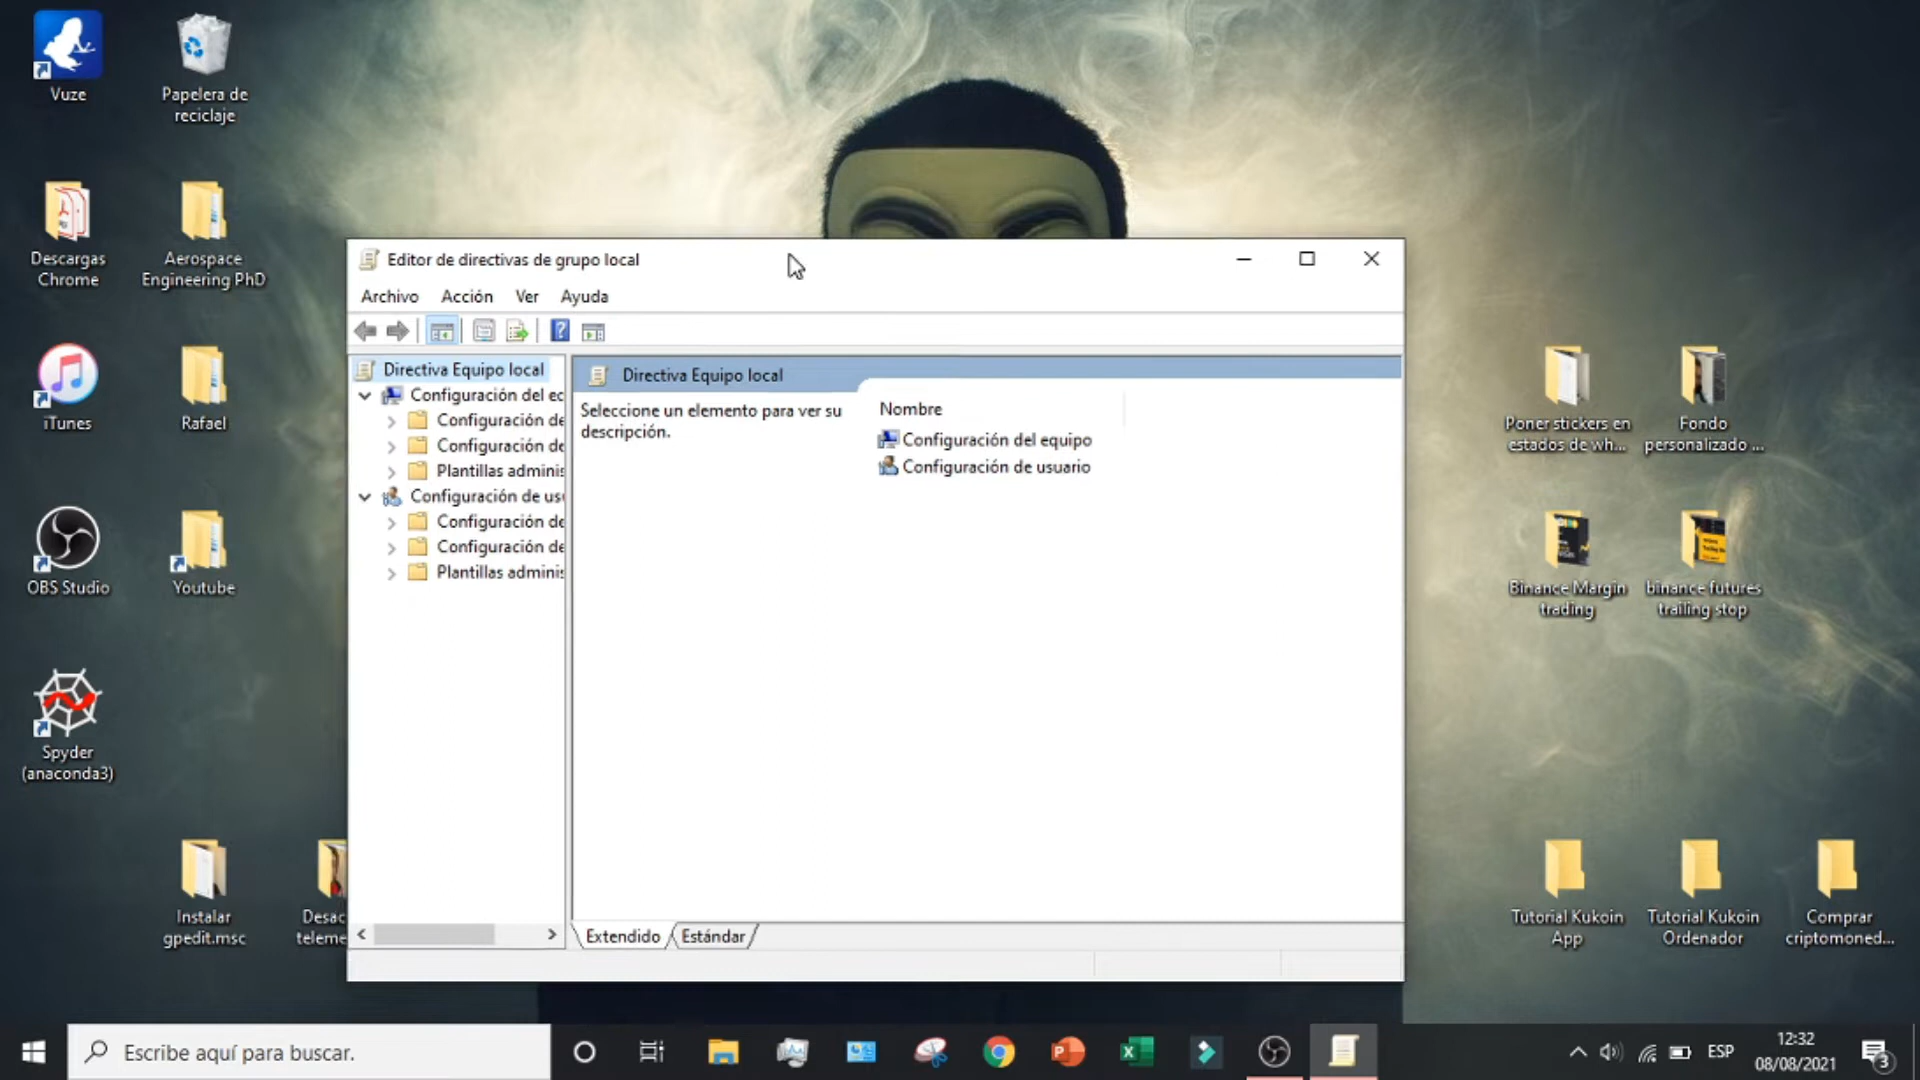 Vuze
Papelera de
reciclaje
Descargas
Chrome
Aerospace
Engineering PhD
iTunes
Rafael
OBS Studio
Youtube
Spyder
(anaconda3)
Instalar
gpedit.msc
Desac
teleme
Editor de directivas de grupo local
Archivo Acción Ver Ayuda
Directiva Equipo local
Configuración del ec
Configuración de
Configuración de
Plantillas adminis
Configuración de usu
Configuración de
Configuración de
Plantillas adminis
Directiva Equipo local
Seleccione un elemento para ver su
descripción.
Nombre
Configuración del equipo
Configuración de usuario
Extendido Estándar
Poner stickers en
estados de wh...
Fondo
personalizado ...
Binance Margin
trading
binance futures
trailing stop
Tutorial Kukoin
App
Tutorial Kukoin
Ordenador
Comprar
criptomoned...
Escribe aquí para buscar.
ESP
12:32
08/08/2021
3